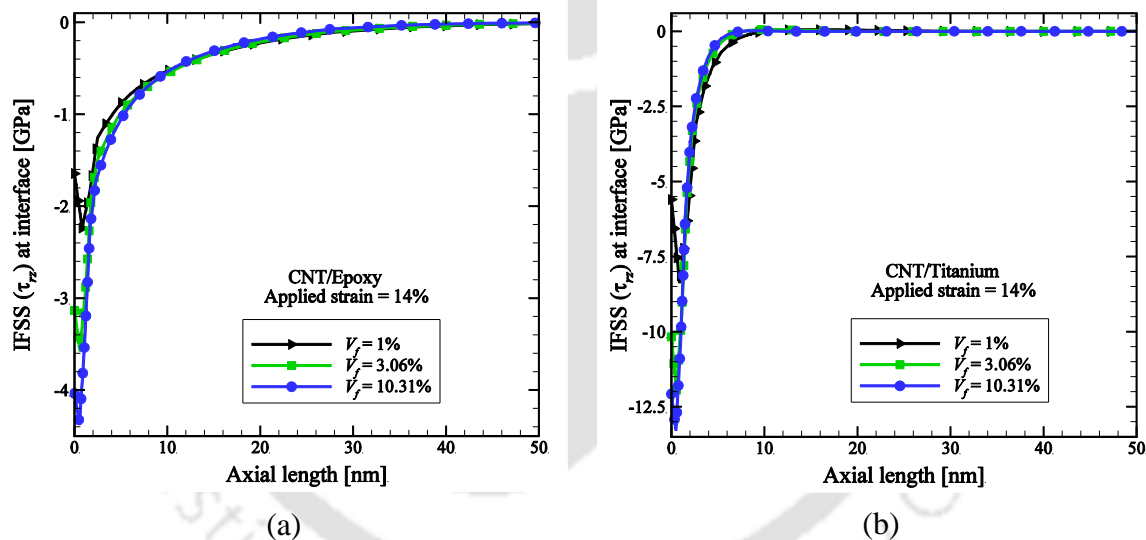 IFSS (τrz) at interface [GPa]
0
-1
-2
-3
-4
CNT/Epoxy
Applied strain = 14%
Vf = 1%
Vf = 3.06%
Vf = 10.31%
0 10 20 30 40 50
Axial length [nm]
(a)
IFSS (τrz) at interface [GPa]
0
-2.5
-5
-7.5
-10
-12.5
CNT/Titanium
Applied strain = 14%
Vf = 1%
Vf = 3.06%
Vf = 10.31%
0 10 20 30 40 50
Axial length [nm]
(b)